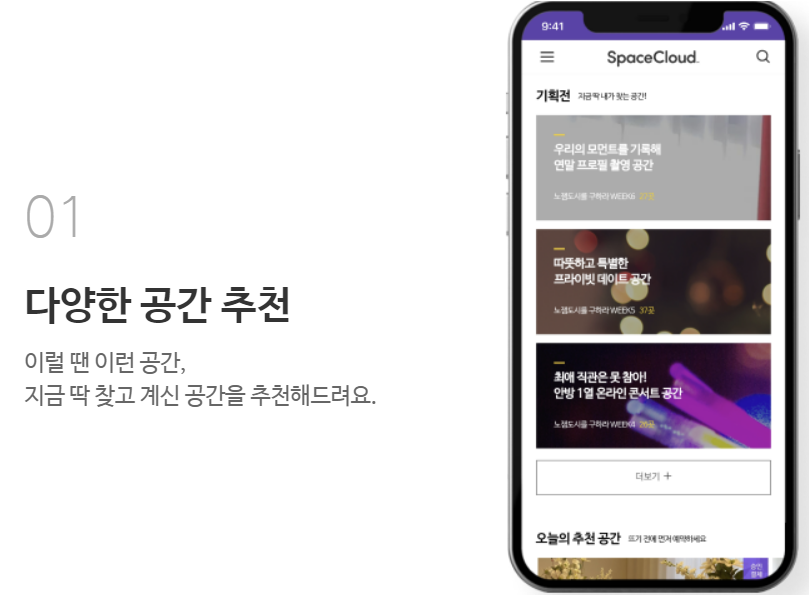 01
다양한 공간 추천
이럴 땐 이런 공간,
지금 딱 찾고 계신 공간을 추천해드려요.
9:41
SpaceCloud.
기획전 지금 딱 내가 찾는 공간!
우리의 모먼트를 기록해
연말 프로필 촬영 공간
노잼도시를 구하라 WEEK6 27곳
따뜻하고 특별한
프라이빗 데이트 공간
노잼도시를 구하라 WEEK5 37곳
최애 직관은 못 참아!
안방 1열 온라인 콘서트 공간
노잼도시를 구하라 WEEK4 26곳
더보기 +
오늘의 추천 공간 뜨기 전에 먼저 예약하세요
승인
결제